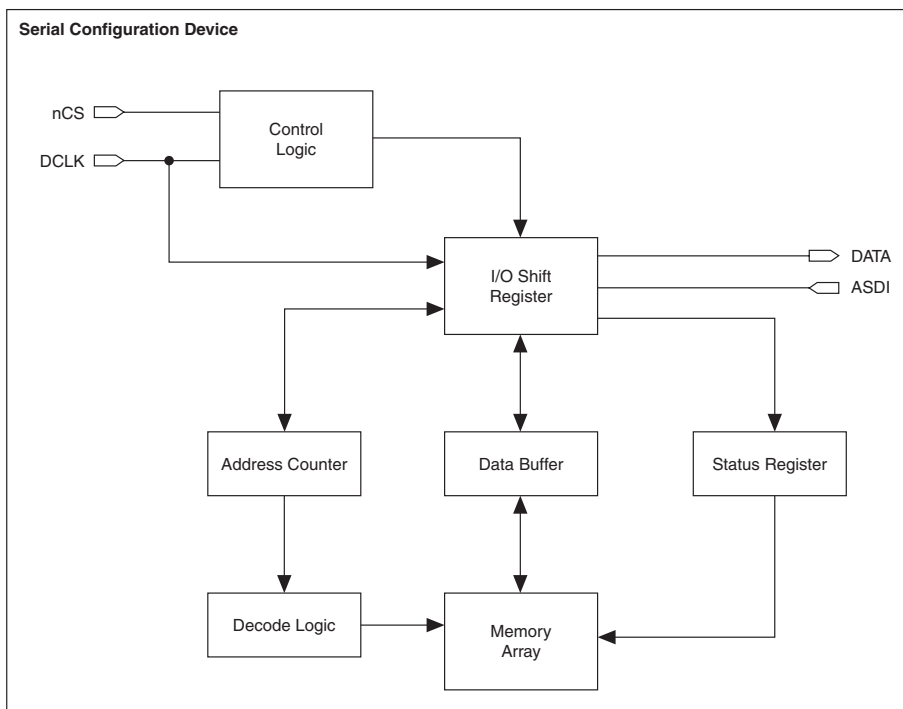 Serial Configuration Device
nCS
DCLK
Control
Logic
I/O Shift
Register
DATA
ASDI
Address Counter
Data Buffer
Status Register
Decode Logic
Memory
Array